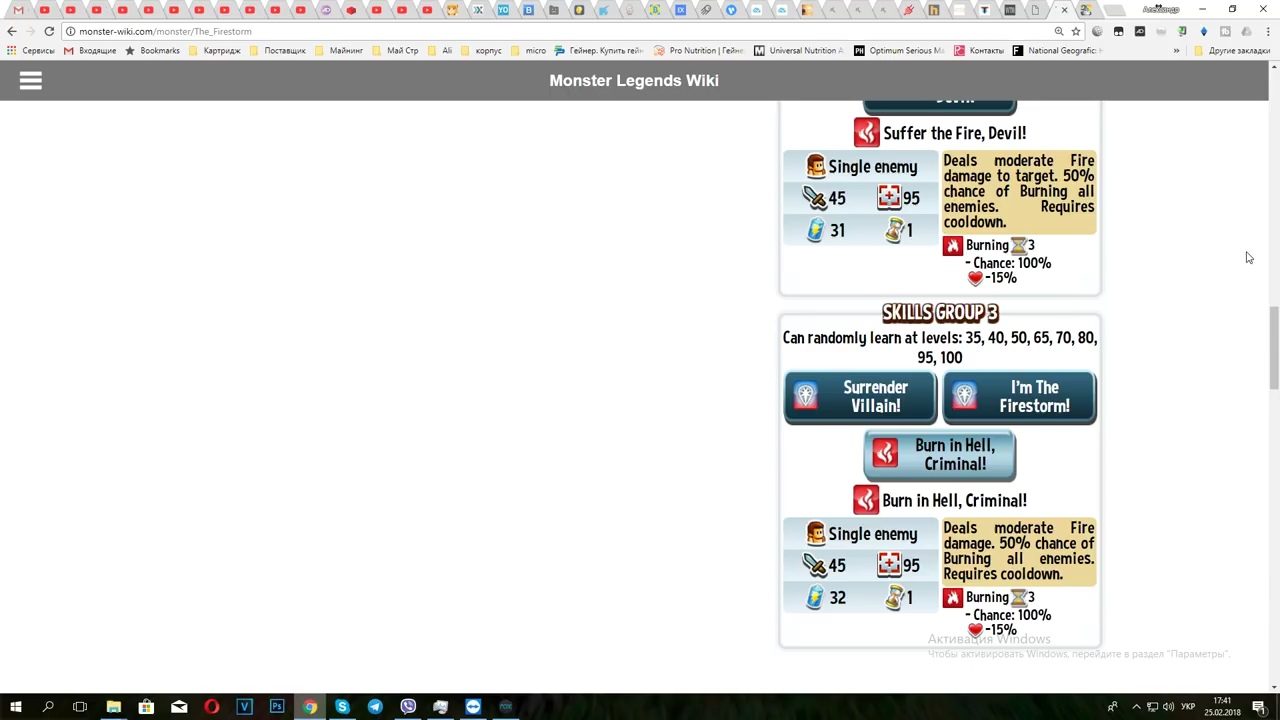 Александр
monster-wiki.com/monster/The_Firestorm
Сервисы Входящие Bookmarks Картридж Поставщик Майнинг Май Стр Ali корпус micro Гейнер. Купить гейн Pro Nutrition | Гейне Universal Nutrition A Optimum Serious Ma Контакты National Geographic » Другие закладки
Monster Legends Wiki
Devil!
Suffer the Fire, Devil!
Single enemy
45 95
31 1
Deals moderate Fire
damage to target. 50%
chance of Burning all
enemies. Requires
cooldown.
Burning 3
- Chance: 100%
-15%
SKILLS GROUP 3
Can randomly learn at levels: 35, 40, 50, 65, 70, 80,
95, 100
Surrender
Villain!
I'm The
Firestorm!
Burn in Hell,
Criminal!
Burn in Hell, Criminal!
Single enemy
45 95
32 1
Deals moderate Fire
damage. 50% chance of
Burning all enemies.
Requires cooldown.
Burning 3
- Chance: 100%
-15%
Активация Windows
Чтобы активировать Windows, перейдите в раздел "Параметры".
17:41
УКР
25.02.2018